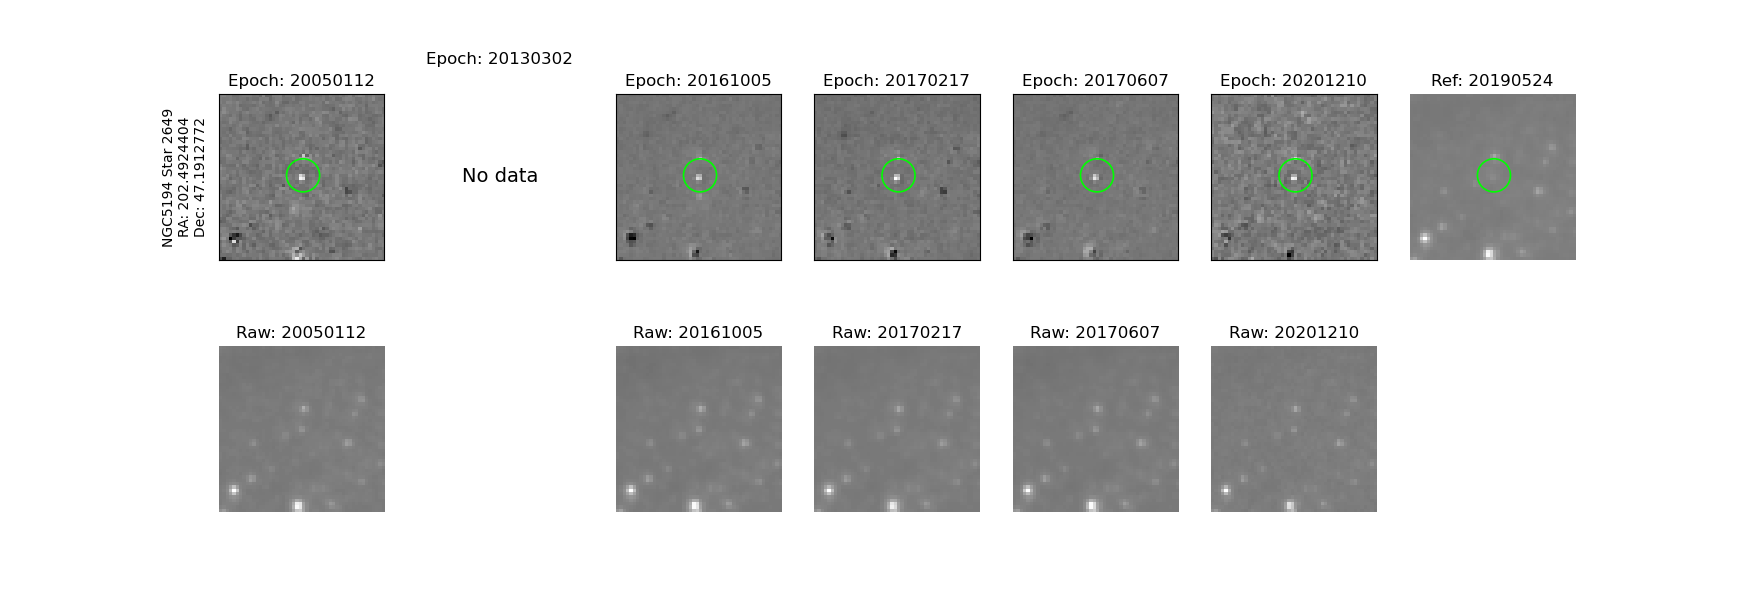 Epoch: 20130302
Epoch: 20050112
Epoch: 20161005
Epoch: 20170217
Epoch: 20170607
Epoch: 20201210
Ref: 20190524
NGC5194 Star 2649
RA: 202.4924404
Dec: 47.1912772
No data
Raw: 20050112
Raw: 20161005
Raw: 20170217
Raw: 20170607
Raw: 20201210